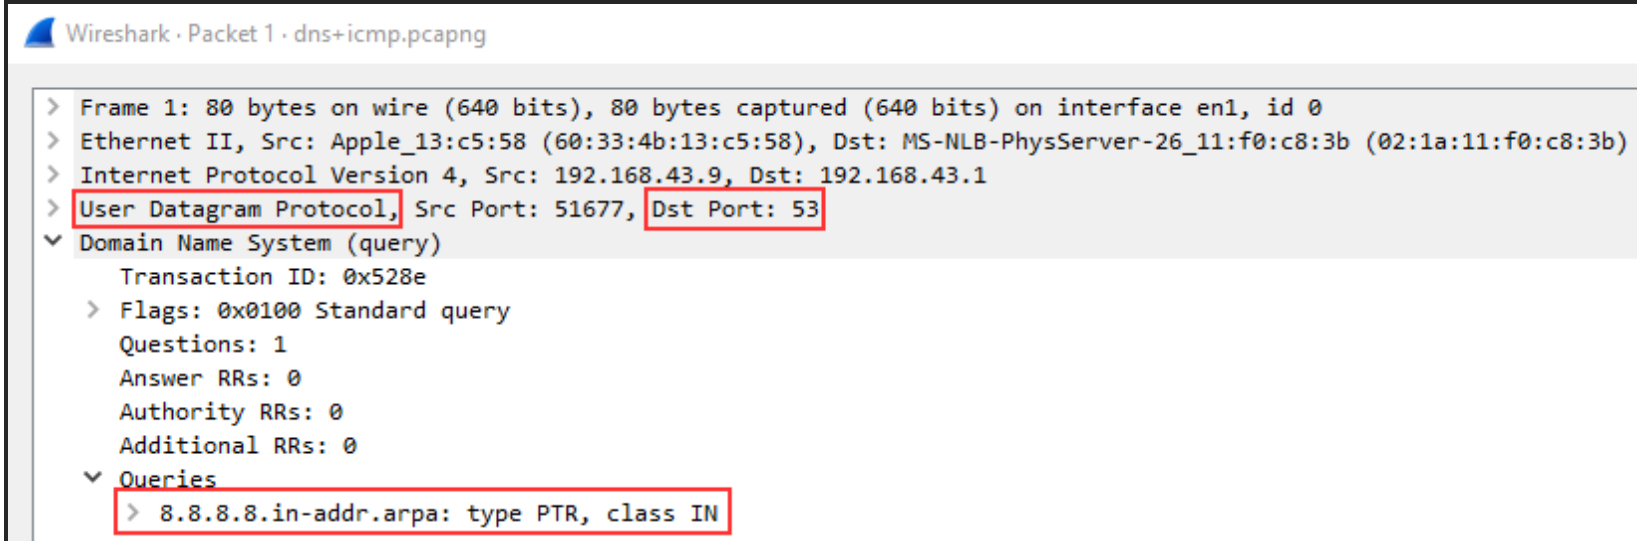 Wireshark · Packet 1 · dns+icmp.pcapng
Frame 1: 80 bytes on wire (640 bits), 80 bytes captured (640 bits) on interface en1, id 0
Ethernet II, Src: Apple_13:c5:58 (60:33:4b:13:c5:58), Dst: MS-NLB-PhysServer-26_11:f0:c8:3b (02:1a:11:f0:c8:3b)
Internet Protocol Version 4, Src: 192.168.43.9, Dst: 192.168.43.1
User Datagram Protocol, Src Port: 51677, Dst Port: 53
Domain Name System (query)
Transaction ID: 0x528e
Flags: 0x0100 Standard query
Questions: 1
Answer RRs: 0
Authority RRs: 0
Additional RRs: 0
Queries
8.8.8.8.in-addr.arpa: type PTR, class IN